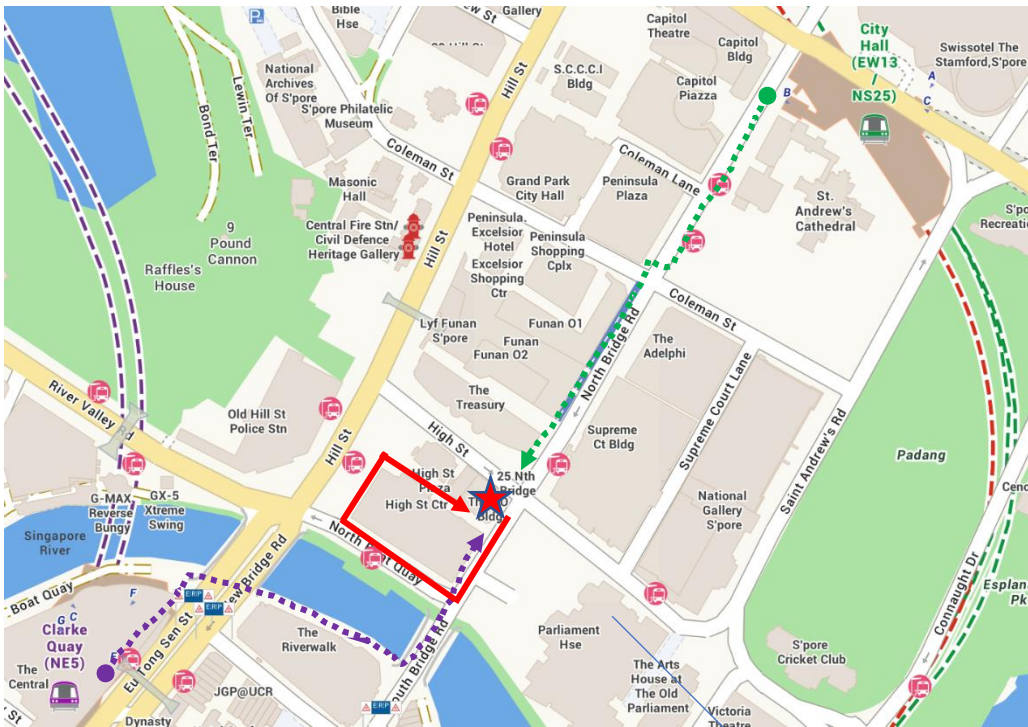 Bible
Hse
Gallery
Hill St
Capitol
Theatre
Capitol
Bldg
City
Hall
(EW13
/
NS25)
Swissotel The
Stamford,S'pore
A
B
C
National
Archives
Of S'pore
S'pore Philatelic
Museum
Lewin Ter
Bond Ter
S.C.C.C.I
Bldg
Capitol
Piazza
Coleman St
Coleman Lane
Masonic
Hall
Grand Park
City Hall
Peninsula
Plaza
St.
Andrew's
Cathedral
Central Fire Stn/
Civil Defence
Heritage Gallery
9
Pound
Cannon
Raffles's
House
Hill St
Peninsula.
Excelsior
Hotel
Excelsior
Shopping
Ctr
Peninsula
Shopping
Cplx
Coleman St
Lyf Funan
S'pore
Funan O1
Funan
Funan O2
North Bridge Rd
The
Adelphi
Supreme Court Lane
Saint Andrew's Rd
The
Treasury
River Valley Rd
Old Hill St
Police Stn
Hill St
High St
Supreme
Ct Bldg
Padang
High St
Plaza
High St Ctr
25 Nth
Bridge
Bldg
G-MAX
Reverse
Bungy
GX-5
Xtreme
Swing
National
Gallery
S'pore
Singapore
River
North Boat Quay
Boat Quay
New Bridge Rd
Connaught Dr
F
G C
E
ERP
ERP
Clarke
Quay
(NE5)
Eu Tong Sen St
The
Riverwalk
South Bridge Rd
Parliament
Hse
S'pore
Cricket Club
The
Central
JGP@UCR
The Arts
House at
The Old
Parliament
ERP
Dynasty
Victoria
Theatre